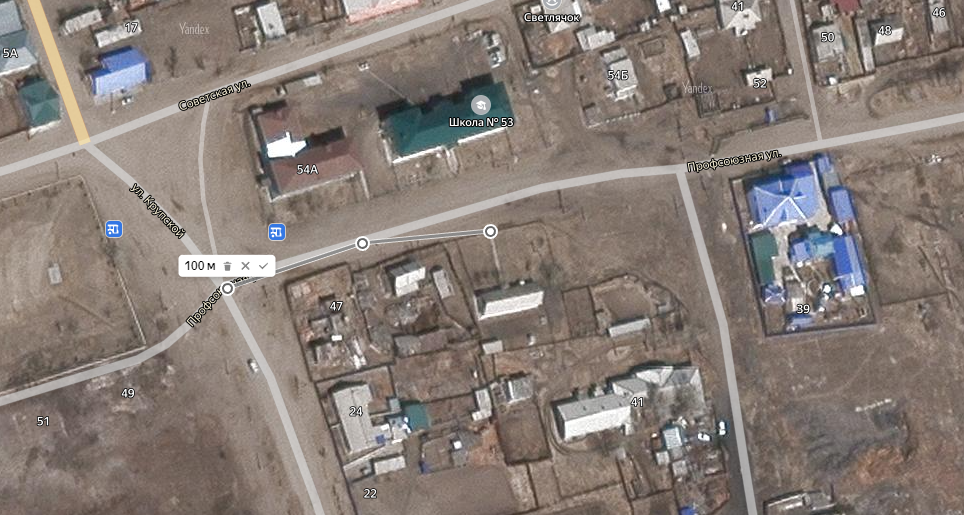 17
Yandex
Светлячок
41
46
50
48
5А
54Б
Yandex
52
Советская ул.
Школа № 53
Профсоюзная ул.
54А
ул. Крупской
100 м
47
39
49
24
41
51
22